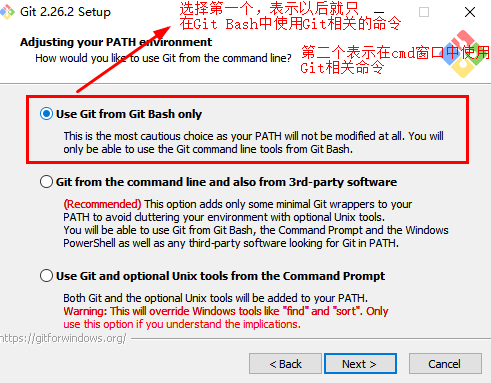 Git 2.26.2 Setup
选择第一个，表示以后就只
在Git Bash中使用Git相关的命令
Adjusting your PATH environment
How would you like to use Git from the command line?
第二个表示在cmd窗口中使用
Git相关命令
Use Git from Git Bash only
This is the most cautious choice as your PATH will not be modified at all. You will
only be able to use the Git command line tools from Git Bash.
Git from the command line and also from 3rd-party software
(Recommended) This option adds only some minimal Git wrappers to your
PATH to avoid cluttering your environment with optional Unix tools.
You will be able to use Git from Git Bash, the Command Prompt and the Windows
PowerShell as well as any third-party software looking for Git in PATH.
Use Git and optional Unix tools from the Command Prompt
Both Git and the optional Unix tools will be added to your PATH.
Warning: This will override Windows tools like "find" and "sort". Only
use this option if you understand the implications.
https://gitforwindows.org/
< Back
Next >
Cancel